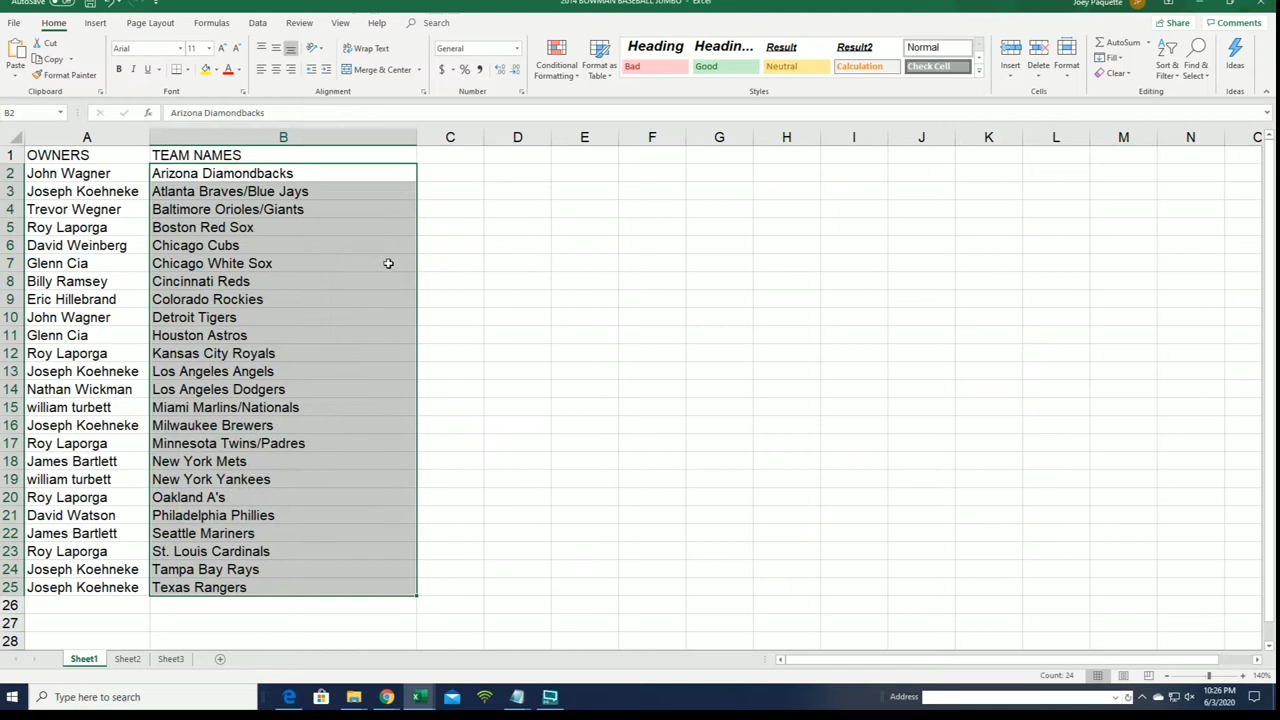 AutoSave Off 2014 BOWMAN BASEBALL JUMBO - Excel Joey Paquette JP
File Home Insert Page Layout Formulas Data Review View Help Search Share Comments
Paste Cut Copy Format Painter Clipboard
Arial 11 A A B I U A Font
Wrap Text Merge & Center Alignment
General $ % , Number
Conditional Formatting Format as Table
Heading Headin... Result Result2 Normal
Bad Good Neutral Calculation Check Cell
Styles
Insert Delete Format Cells
AutoSum Fill Clear Sort & Filter Find & Select Editing
Ideas Ideas
B2 fx Arizona Diamondbacks
A B C D E F G H I J K L M N
1 OWNERS TEAM NAMES
2 John Wagner Arizona Diamondbacks
3 Joseph Koehneke Atlanta Braves/Blue Jays
4 Trevor Wegner Baltimore Orioles/Giants
5 Roy Laporga Boston Red Sox
6 David Weinberg Chicago Cubs
7 Glenn Cia Chicago White Sox
8 Billy Ramsey Cincinnati Reds
9 Eric Hillebrand Colorado Rockies
10 John Wagner Detroit Tigers
11 Glenn Cia Houston Astros
12 Roy Laporga Kansas City Royals
13 Joseph Koehneke Los Angeles Angels
14 Nathan Wickman Los Angeles Dodgers
15 william turbett Miami Marlins/Nationals
16 Joseph Koehneke Milwaukee Brewers
17 Roy Laporga Minnesota Twins/Padres
18 James Bartlett New York Mets
19 william turbett New York Yankees
20 Roy Laporga Oakland A's
21 David Watson Philadelphia Phillies
22 James Bartlett Seattle Mariners
23 Roy Laporga St. Louis Cardinals
24 Joseph Koehneke Tampa Bay Rays
25 Joseph Koehneke Texas Rangers
26
27
28
Sheet1 Sheet2 Sheet3
Count: 24 140%
Type here to search Address 10:26 PM
6/3/2020